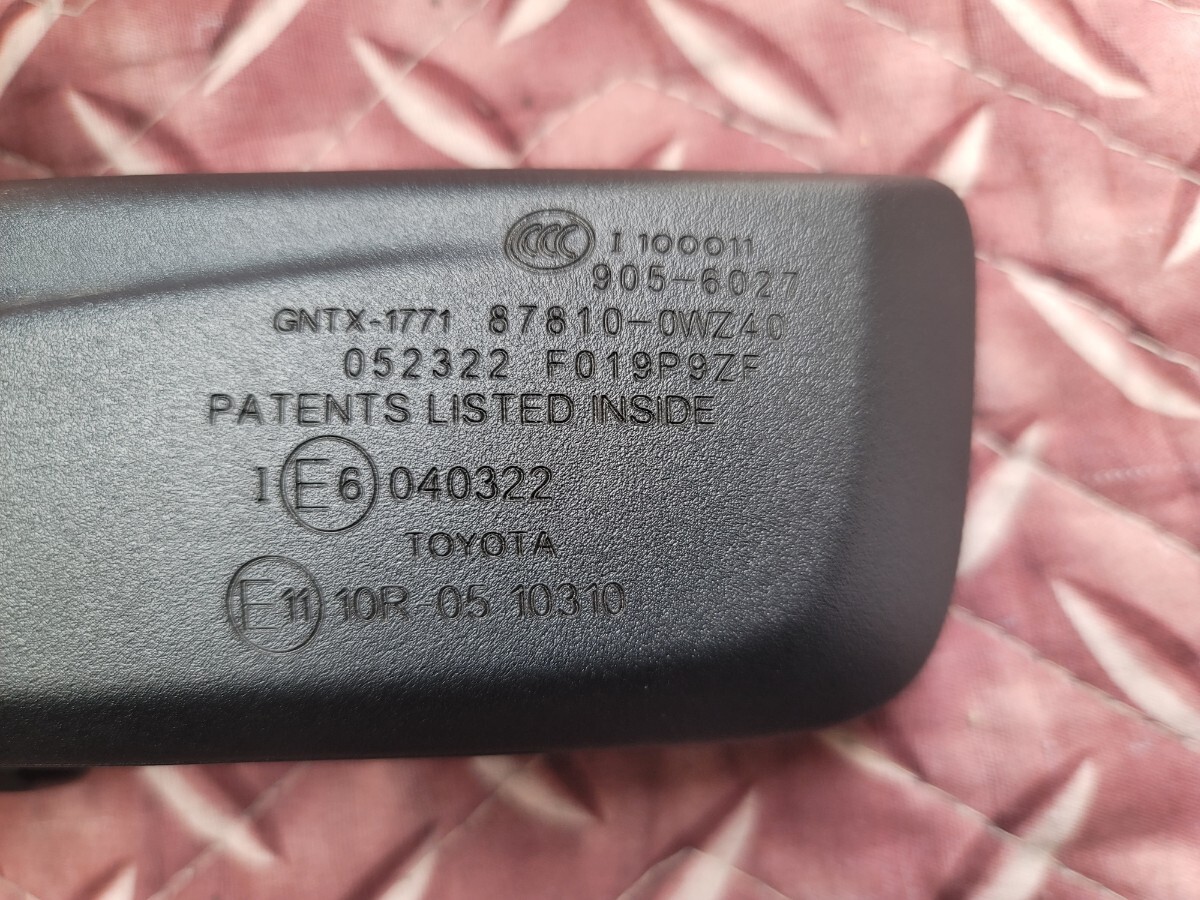 CCC I 100011
905-6027
GNTX-1771 87810-0WZ40
052322 F019P9ZF
PATENTS LISTED INSIDE
I E6 040322
TOYOTA
E11 10R-05 10310